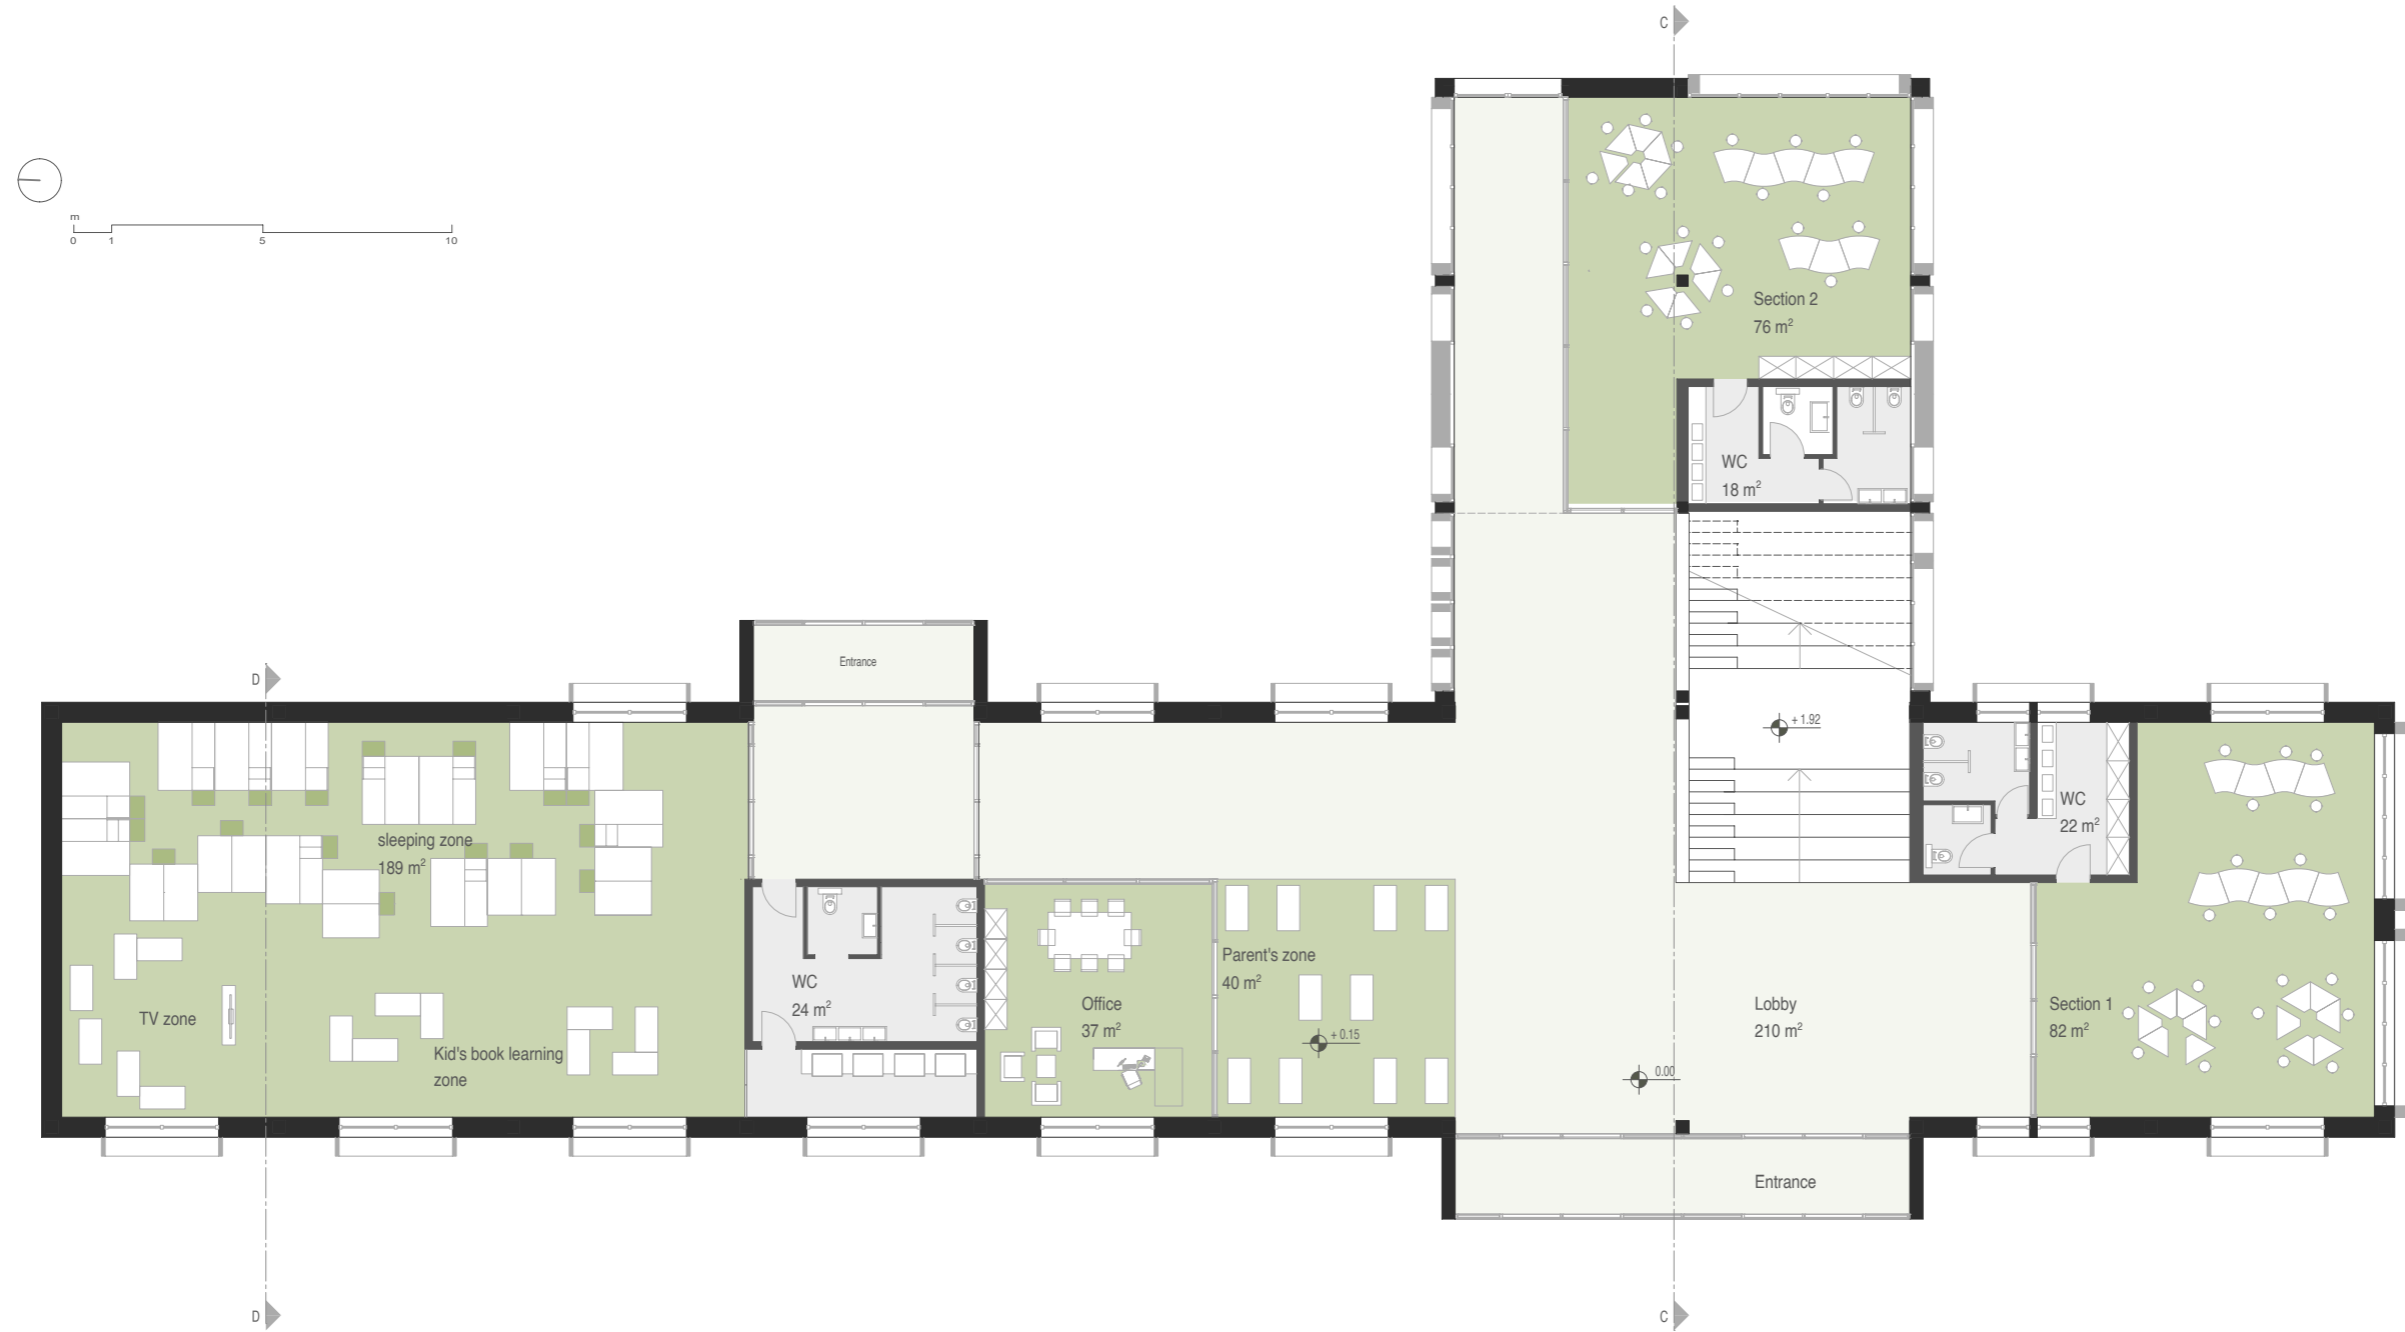 C
m
0 1 5 10
Section 2
76 m²
WC
18 m²
Entrance
D
+ 1.92
sleeping zone
189 m²
WC
22 m²
Parent's zone
40 m²
WC
24 m²
Office
37 m²
Lobby
210 m²
Section 1
82 m²
TV zone
+ 0.15
Kid's book learning
zone
0.00
Entrance
D
C